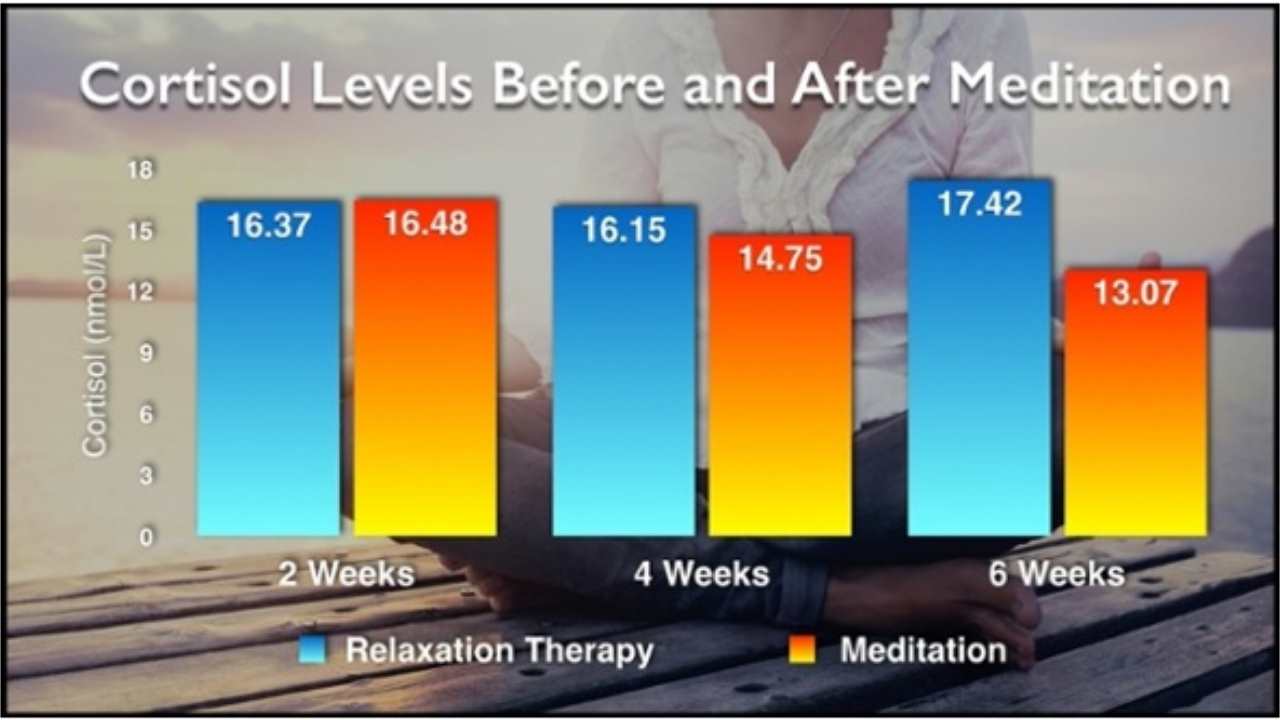 Cortisol Levels Before and After Meditation
Cortisol (nmol/L)
18
15
12
9
6
3
0
16.37
16.48
16.15
14.75
17.42
13.07
2 Weeks
4 Weeks
6 Weeks
Relaxation Therapy
Meditation